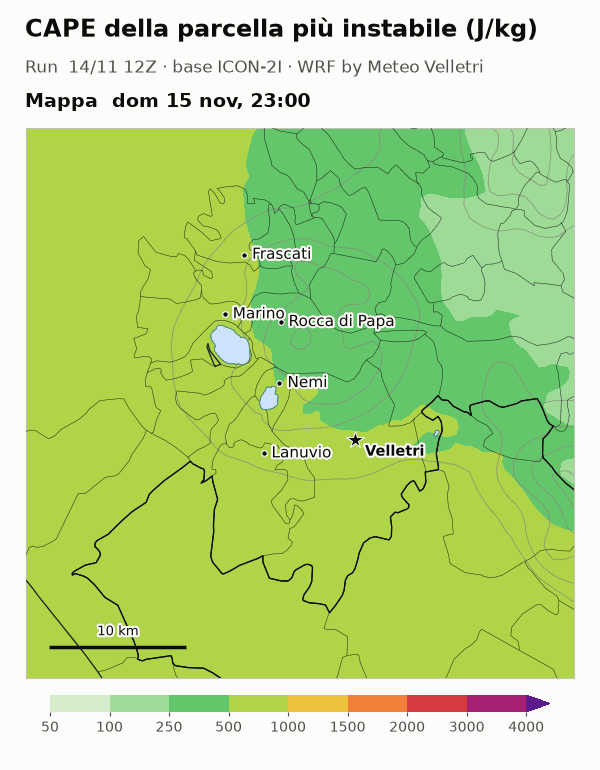 CAPE della parcella più instabile (J/kg)
Run  14/11 12Z · base ICON-2I · WRF by Meteo Velletri
Mappa  dom 15 nov, 23:00
Frascati
Marino
Rocca di Papa
Nemi
Velletri
Lanuvio
10 km
50 100 250 500 1000 1500 2000 3000 4000